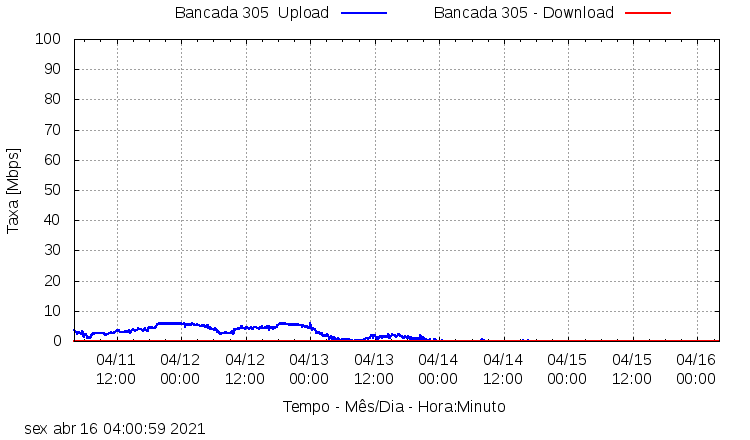 Bancada 305  Upload
Bancada 305 - Download
100
90
80
70
60
50
40
30
20
10
0
Taxa [Mbps]
04/11 04/12 04/12 04/13 04/13 04/14 04/14 04/15 04/15 04/16
12:00 00:00 12:00 00:00 12:00 00:00 12:00 00:00 12:00 00:00
Tempo - Mês/Dia - Hora:Minuto
sex abr 16 04:00:59 2021